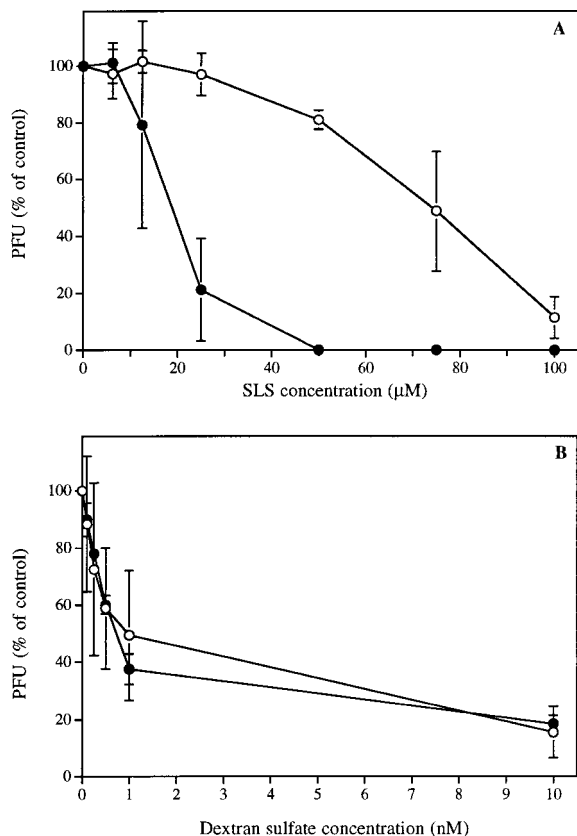 A
PFU (% of control)
100
80
60
40
20
0
0 20 40 60 80 100
SLS concentration (μM)
B
PFU (% of control)
100
80
60
40
20
0
0 1 2 3 4 5 6 7 8 9 10
Dextran sulfate concentration (nM)